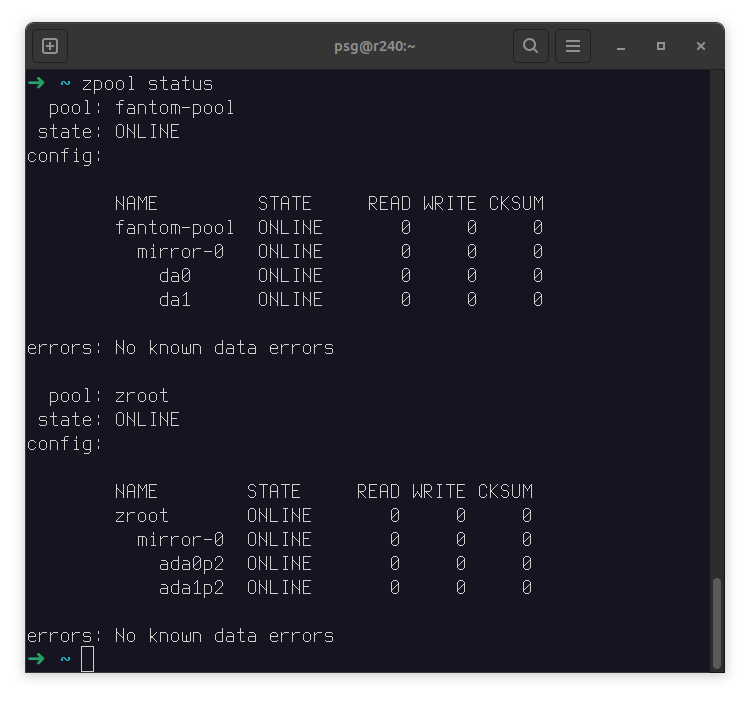 psg@r240:~
➜ ~ zpool status
  pool: fantom-pool
 state: ONLINE
config:

        NAME         STATE     READ WRITE CKSUM
        fantom-pool  ONLINE       0     0     0
          mirror-0   ONLINE       0     0     0
            da0      ONLINE       0     0     0
            da1      ONLINE       0     0     0

errors: No known data errors

  pool: zroot
 state: ONLINE
config:

        NAME        STATE     READ WRITE CKSUM
        zroot       ONLINE       0     0     0
          mirror-0  ONLINE       0     0     0
            ada0p2  ONLINE       0     0     0
            ada1p2  ONLINE       0     0     0

errors: No known data errors
➜ ~